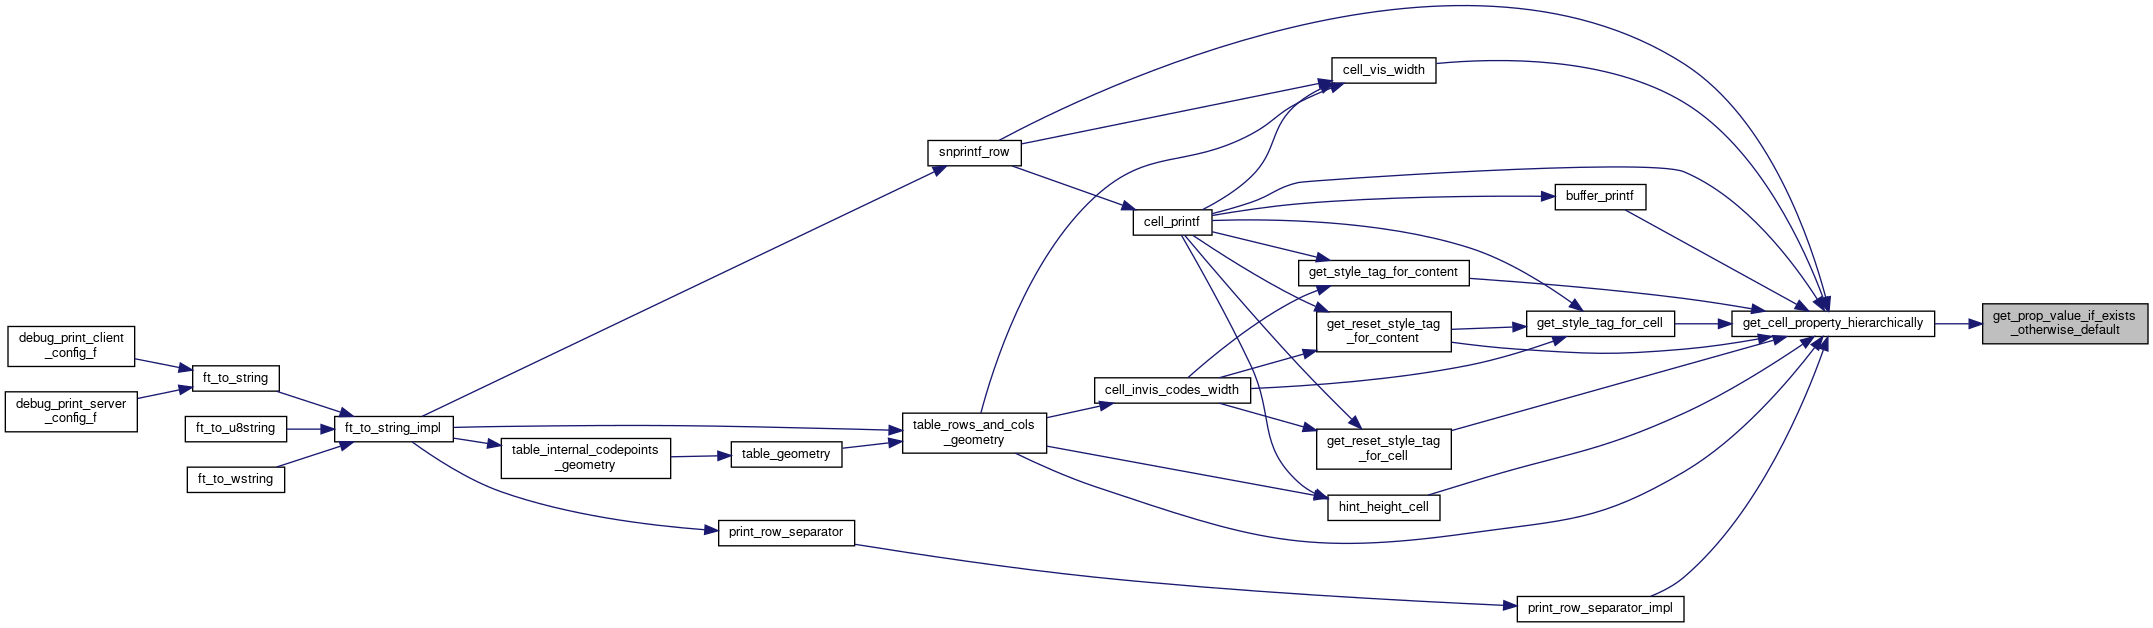 cell_vis_width
snprintf_row
buffer_printf
cell_printf
get_style_tag_for_content
get_prop_value_if_exists
_otherwise_default
get_cell_property_hierarchically
get_style_tag_for_cell
get_reset_style_tag
_for_content
debug_print_client
_config_f
ft_to_string
cell_invis_codes_width
debug_print_server
_config_f
ft_to_u8string
ft_to_string_impl
table_rows_and_cols
_geometry
get_reset_style_tag
_for_cell
table_internal_codepoints
_geometry
table_geometry
ft_to_wstring
hint_height_cell
print_row_separator
print_row_separator_impl